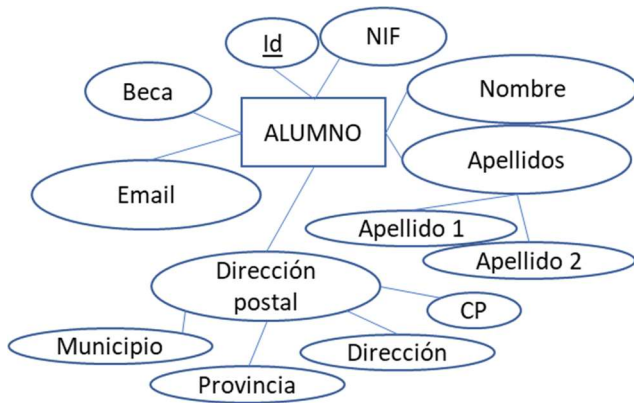 Id
NIF
Beca
Nombre
ALUMNO
Apellidos
Email
Apellido 1
Apellido 2
Dirección
postal
CP
Municipio
Dirección
Provincia